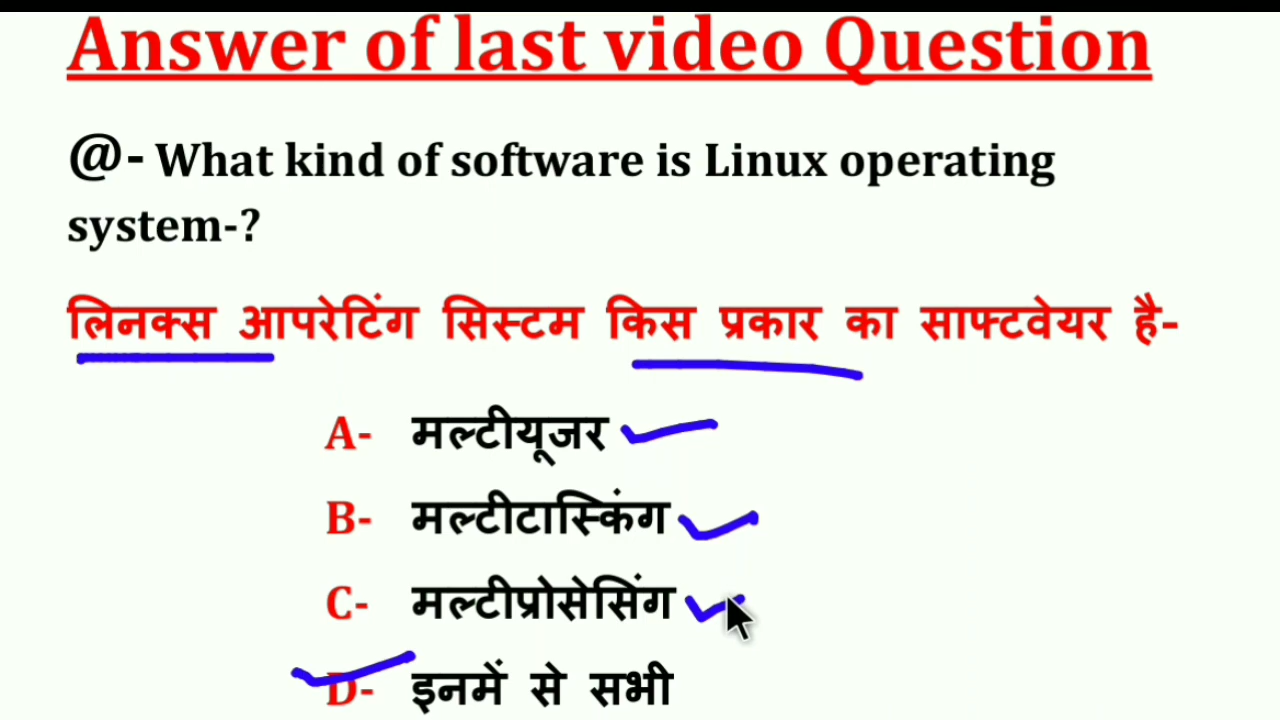 Answer of last video Question
@- What kind of software is Linux operating
system-?
लिनक्स आपरेटिंग सिस्टम किस प्रकार का साफ्टवेयर है-
A- मल्टीयूजर
B- मल्टीटास्किंग
C- मल्टीप्रोसेसिंग
D- इनमें से सभी